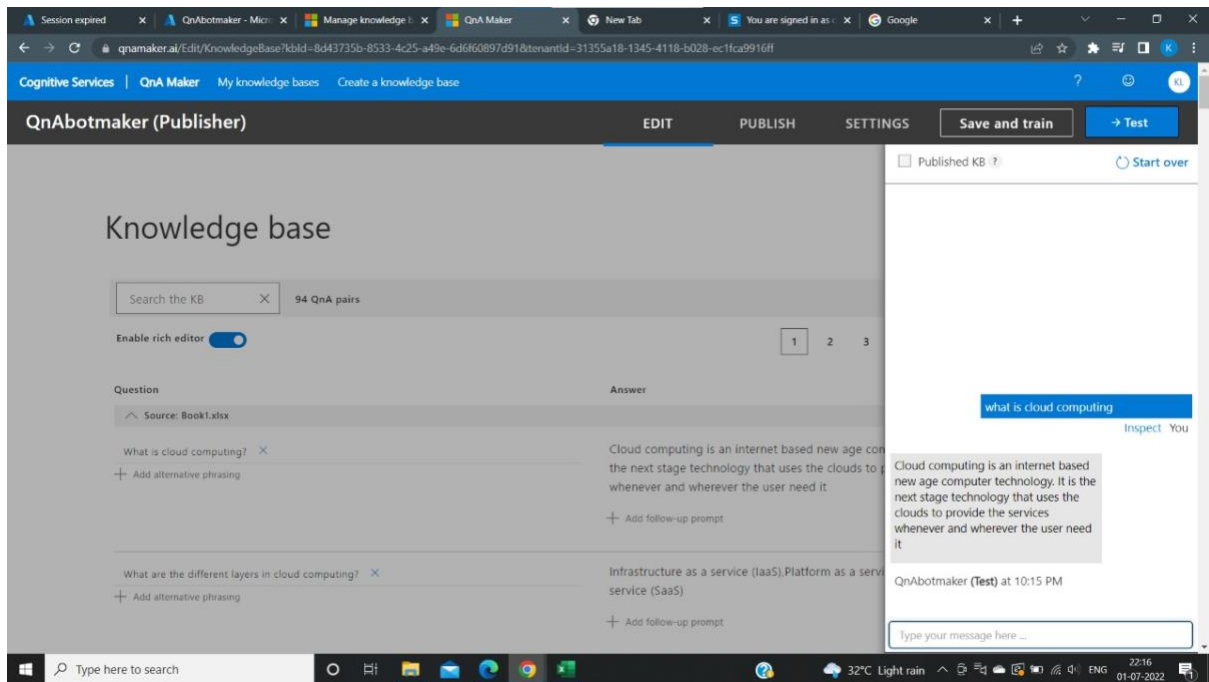 Session expired
QnAbotmaker - Micro
Manage knowledge b
QnA Maker
New Tab
You are signed in as
Google
qnamaker.ai/Edit/KnowledgeBase?kbId=8d43735b-8533-4c25-a49e-6d6f60897d91&tenantId=31355a18-1345-4118-b028-ec1fca9916ff
K
Cognitive Services | QnA Maker My knowledge bases Create a knowledge base ? KL
QnAbotmaker (Publisher) EDIT PUBLISH SETTINGS Save and train → Test
Published KB ? Start over
Knowledge base
Search the KB 94 QnA pairs
Enable rich editor 1 2 3
Question Answer
Source: Book1.xlsx
What is cloud computing?
Add alternative phrasing
Cloud computing is an internet based new age con
the next stage technology that uses the clouds to p
whenever and wherever the user need it
Add follow-up prompt
What are the different layers in cloud computing?
Add alternative phrasing
Infrastructure as a service (IaaS),Platform as a servi
service (SaaS)
Add follow-up prompt
what is cloud computing
Inspect You
Cloud computing is an internet based
new age computer technology. It is the
next stage technology that uses the
clouds to provide the services
whenever and wherever the user need
it
QnAbotmaker (Test) at 10:15 PM
Type your message here ...
Type here to search
32°C Light rain
ENG
22:16
01-07-2022